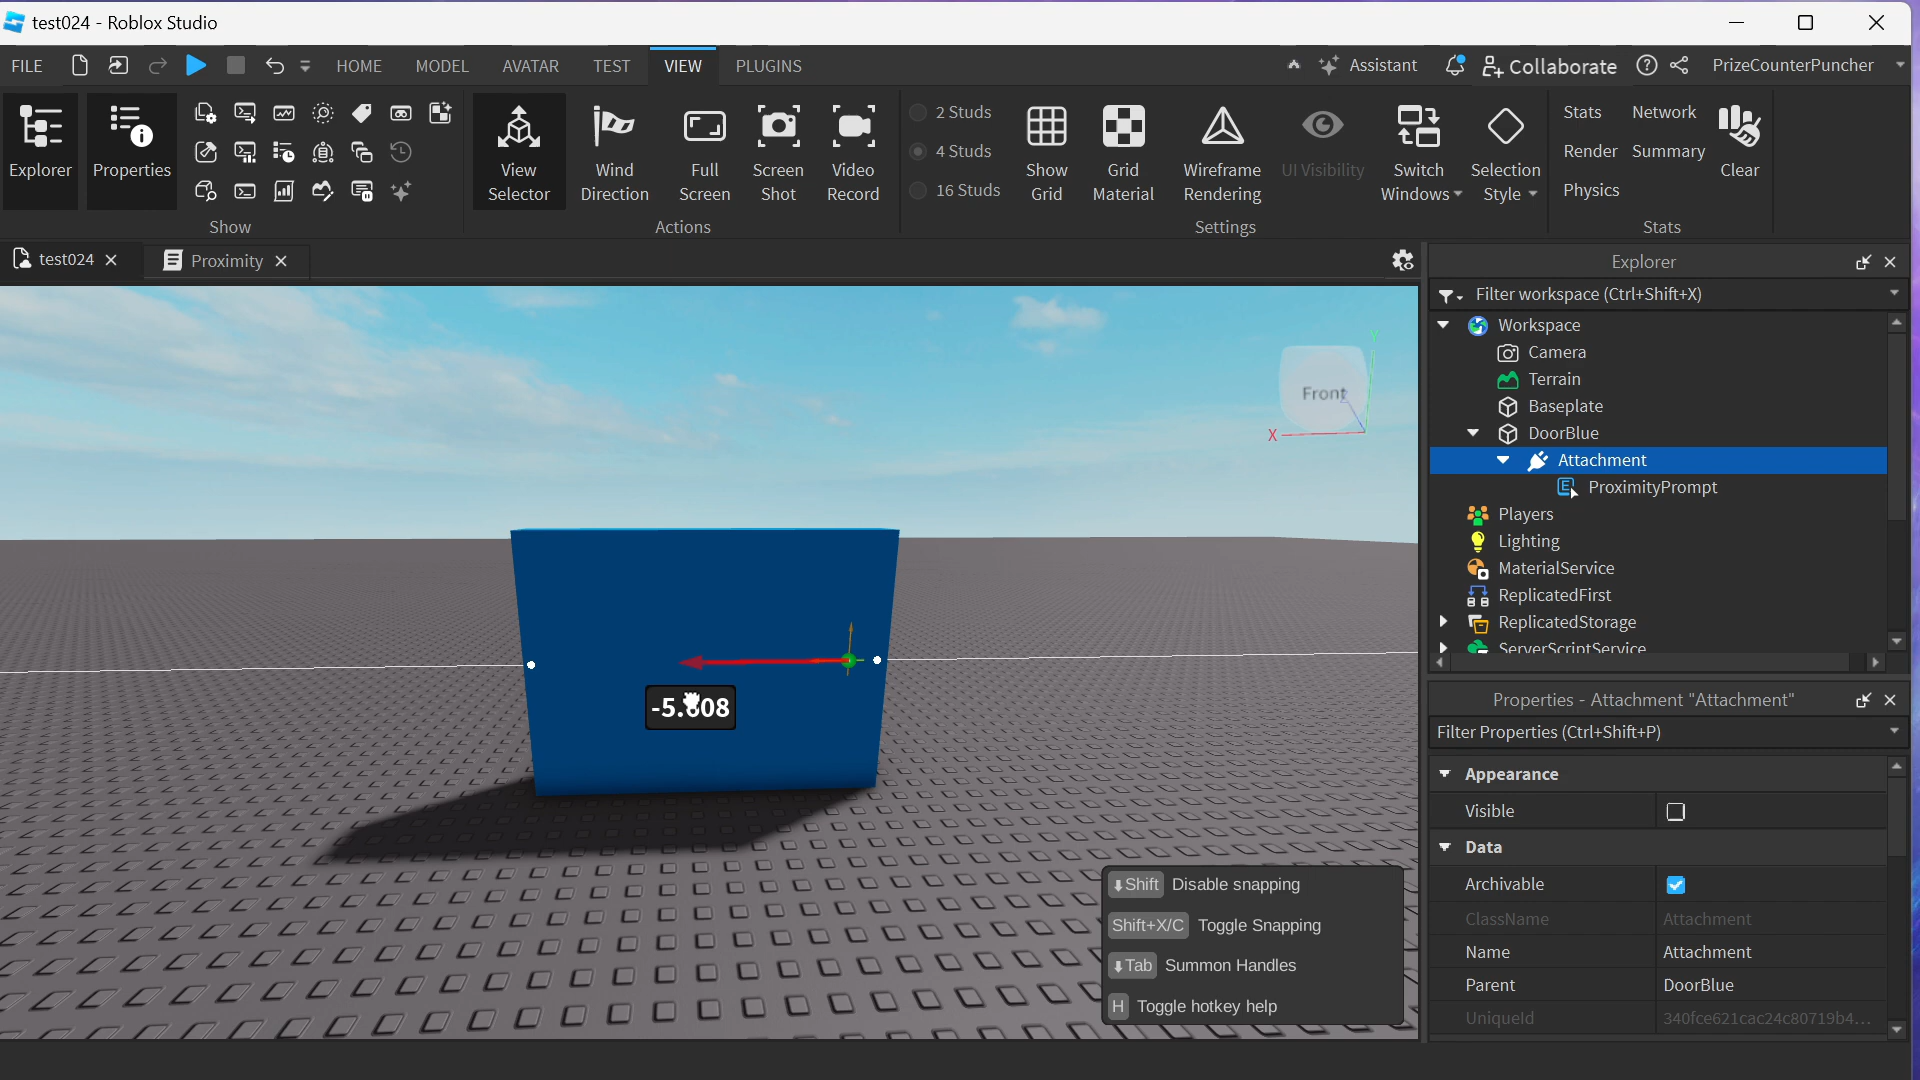 test024 - Roblox Studio
FILE HOME MODEL AVATAR TEST VIEW PLUGINS Assistant Collaborate PrizeCounterPuncher
Explorer
Properties
Show
View
Selector
Wind
Direction
Full
Screen
Screen
Shot
Video
Record
Actions
2 Studs
4 Studs
16 Studs
Show
Grid
Grid
Material
Wireframe
Rendering
UI Visibility
Switch
Windows
Selection
Style
Settings
Stats Network
Render Summary
Physics
Clear
Stats
test024
Proximity
Front
X
Y
-5.608
Shift Disable snapping
Shift+X/C Toggle Snapping
Tab Summon Handles
H Toggle hotkey help
Explorer
Filter workspace (Ctrl+Shift+X)
Workspace
Camera
Terrain
Baseplate
DoorBlue
Attachment
ProximityPrompt
Players
Lighting
MaterialService
ReplicatedFirst
ReplicatedStorage
ServerScriptService
Properties - Attachment "Attachment"
Filter Properties (Ctrl+Shift+P)
Appearance
Visible
Data
Archivable
ClassName Attachment
Name Attachment
Parent DoorBlue
UniqueId 340fce621cac24c80719b4...